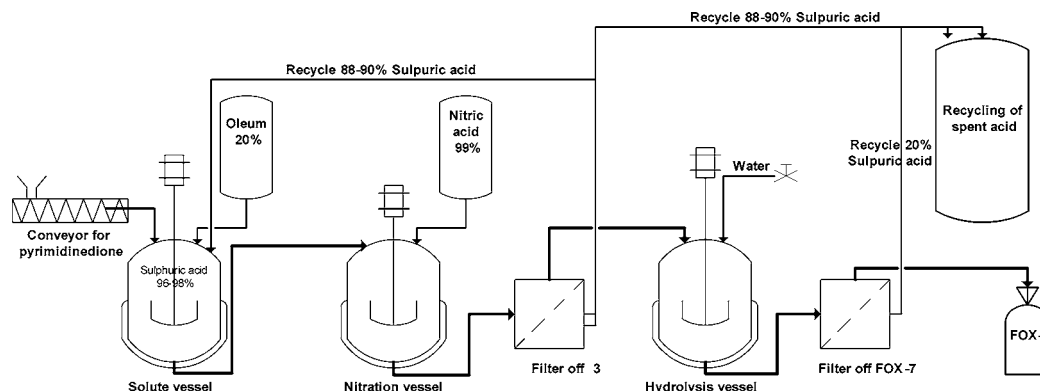 Recycle 88-90% Sulpuric acid
Recycle 88-90% Sulpuric acid
Oleum
20%
Nitric
acid
99%
Recycling of
spent acid
Recycle 20%
Sulpuric acid
Water
Conveyor for
pyrimidinedione
Sulphuric acid
96-98%
FOX-
Filter off 3
Filter off FOX-7
Solute vessel
Nitration vessel
Hydrolysis vessel